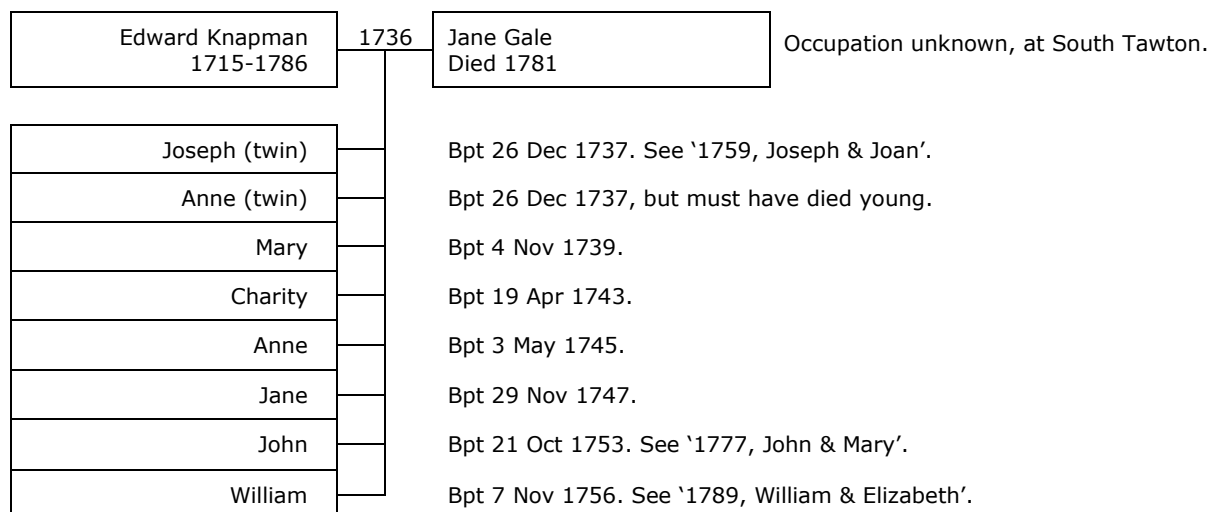 Edward Knapman 1736 Jane Gale Occupation unknown, at South Tawton.
1715-1786 Died 1781
Joseph (twin) Bpt 26 Dec 1737. See ‘1759, Joseph & Joan’.
Anne (twin) Bpt 26 Dec 1737, but must have died young.
Mary Bpt 4 Nov 1739.
Charity Bpt 19 Apr 1743.
Anne Bpt 3 May 1745.
Jane Bpt 29 Nov 1747.
John Bpt 21 Oct 1753. See ‘1777, John & Mary’.
William Bpt 7 Nov 1756. See ‘1789, William & Elizabeth’.